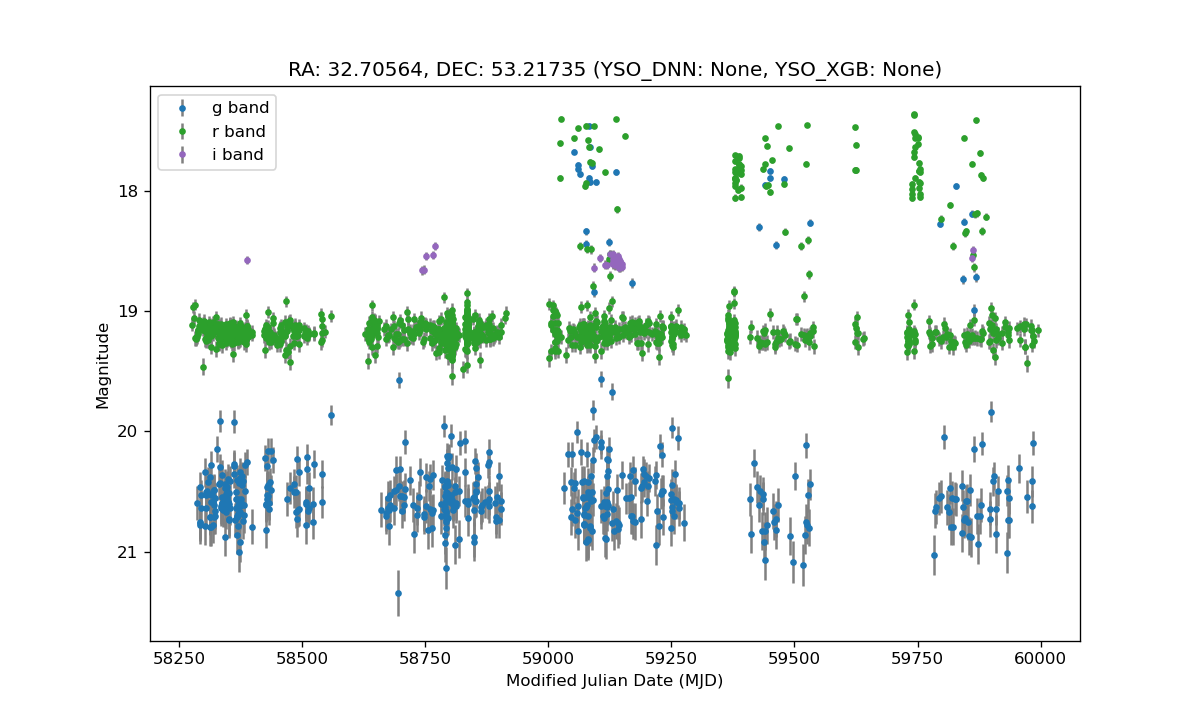 RA: 32.70564, DEC: 53.21735 (YSO_DNN: None, YSO_XGB: None)
g band
r band
i band
18
19
20
21
Magnitude
58250 58500 58750 59000 59250 59500 59750 60000
Modified Julian Date (MJD)